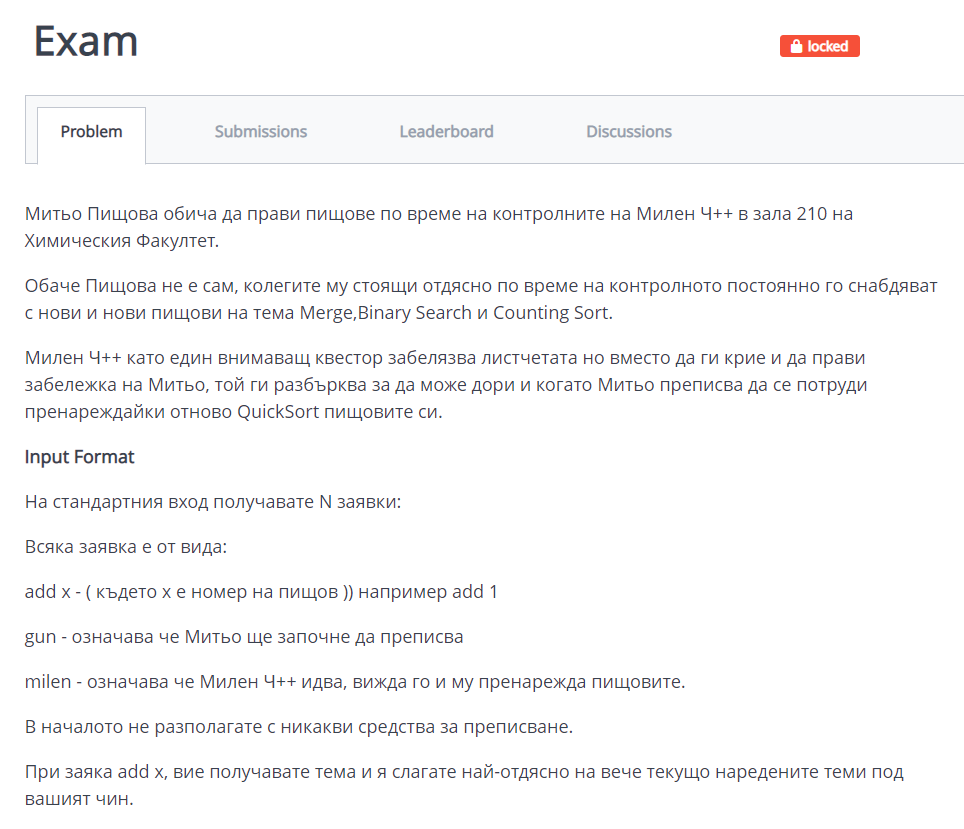 Exam
locked
Problem
Submissions
Leaderboard
Discussions
Митьо Пищова обича да прави пищове по време на контролните на Милен Ч++ в зала 210 на
Химическия Факултет.
Обаче Пищова не е сам, колегите му стоящи отдясно по време на контролното постоянно го снабдяват
с нови и нови пищови на тема Merge,Binary Search и Counting Sort.
Милен Ч++ като един внимаващ квестор забелязва листчетата но вместо да ги крие и да прави
забележка на Митьо, той ги разбърква за да може дори и когато Митьо преписва да се потруди
пренареждайки отново QuickSort пищовите си.
Input Format
На стандартния вход получавате N заявки:
Всяка заявка е от вида:
add x - ( където x е номер на пищов )) например add 1
gun - означава че Митьо ще започне да преписва
milen - означава че Милен Ч++ идва, вижда го и му пренарежда пищовите.
В началото не разполагате с никакви средства за преписване.
При заяка add x, вие получавате тема и я слагате най-отдясно на вече текущо наредените теми под
вашият чин.